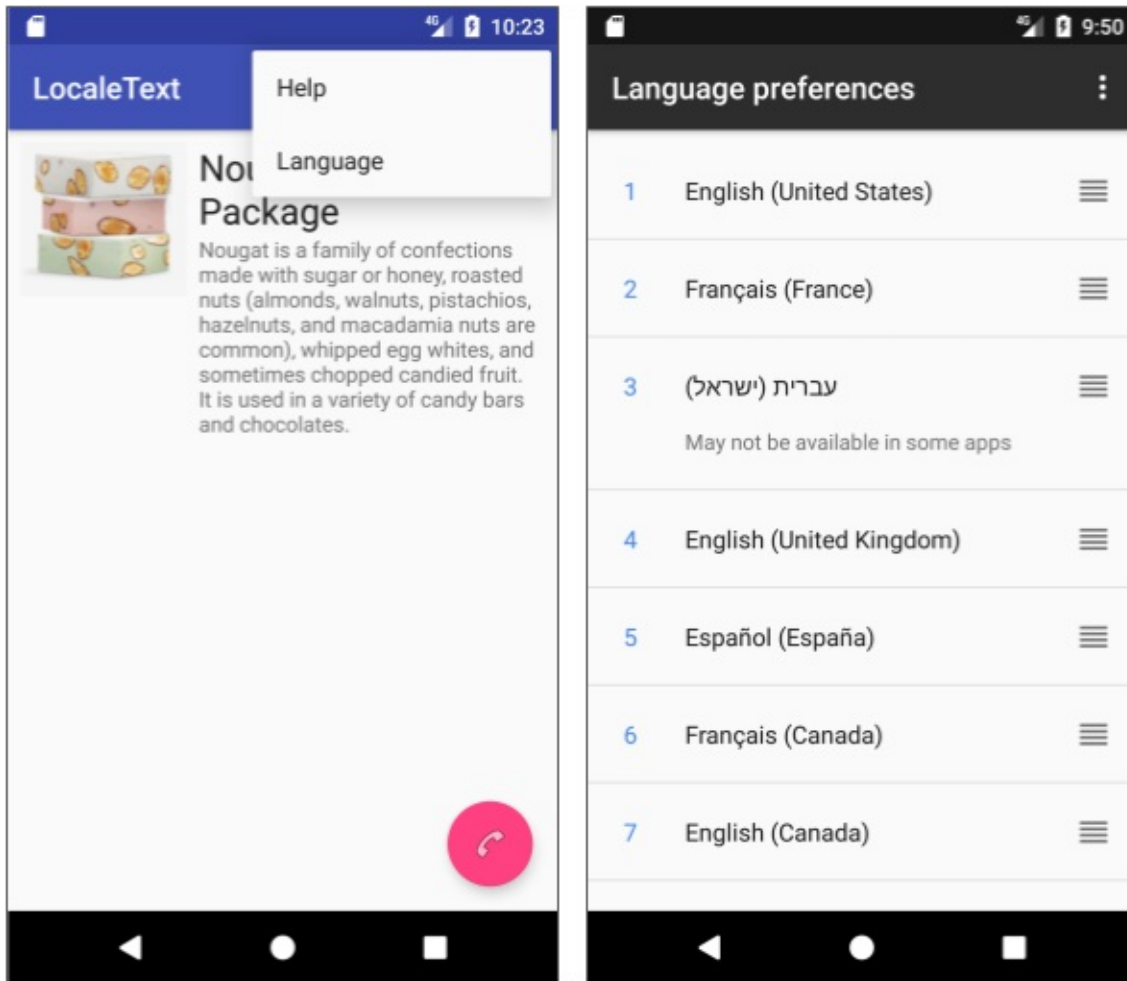 4G 10:23
LocaleText
Help
Language
Package
Nougat is a family of confections
made with sugar or honey, roasted
nuts (almonds, walnuts, pistachios,
hazelnuts, and macadamia nuts are
common), whipped egg whites, and
sometimes chopped candied fruit.
It is used in a variety of candy bars
and chocolates.
4G 9:50
Language preferences
1 English (United States)
2 Français (France)
3 עברית (ישראל)
May not be available in some apps
4 English (United Kingdom)
5 Español (España)
6 Français (Canada)
7 English (Canada)